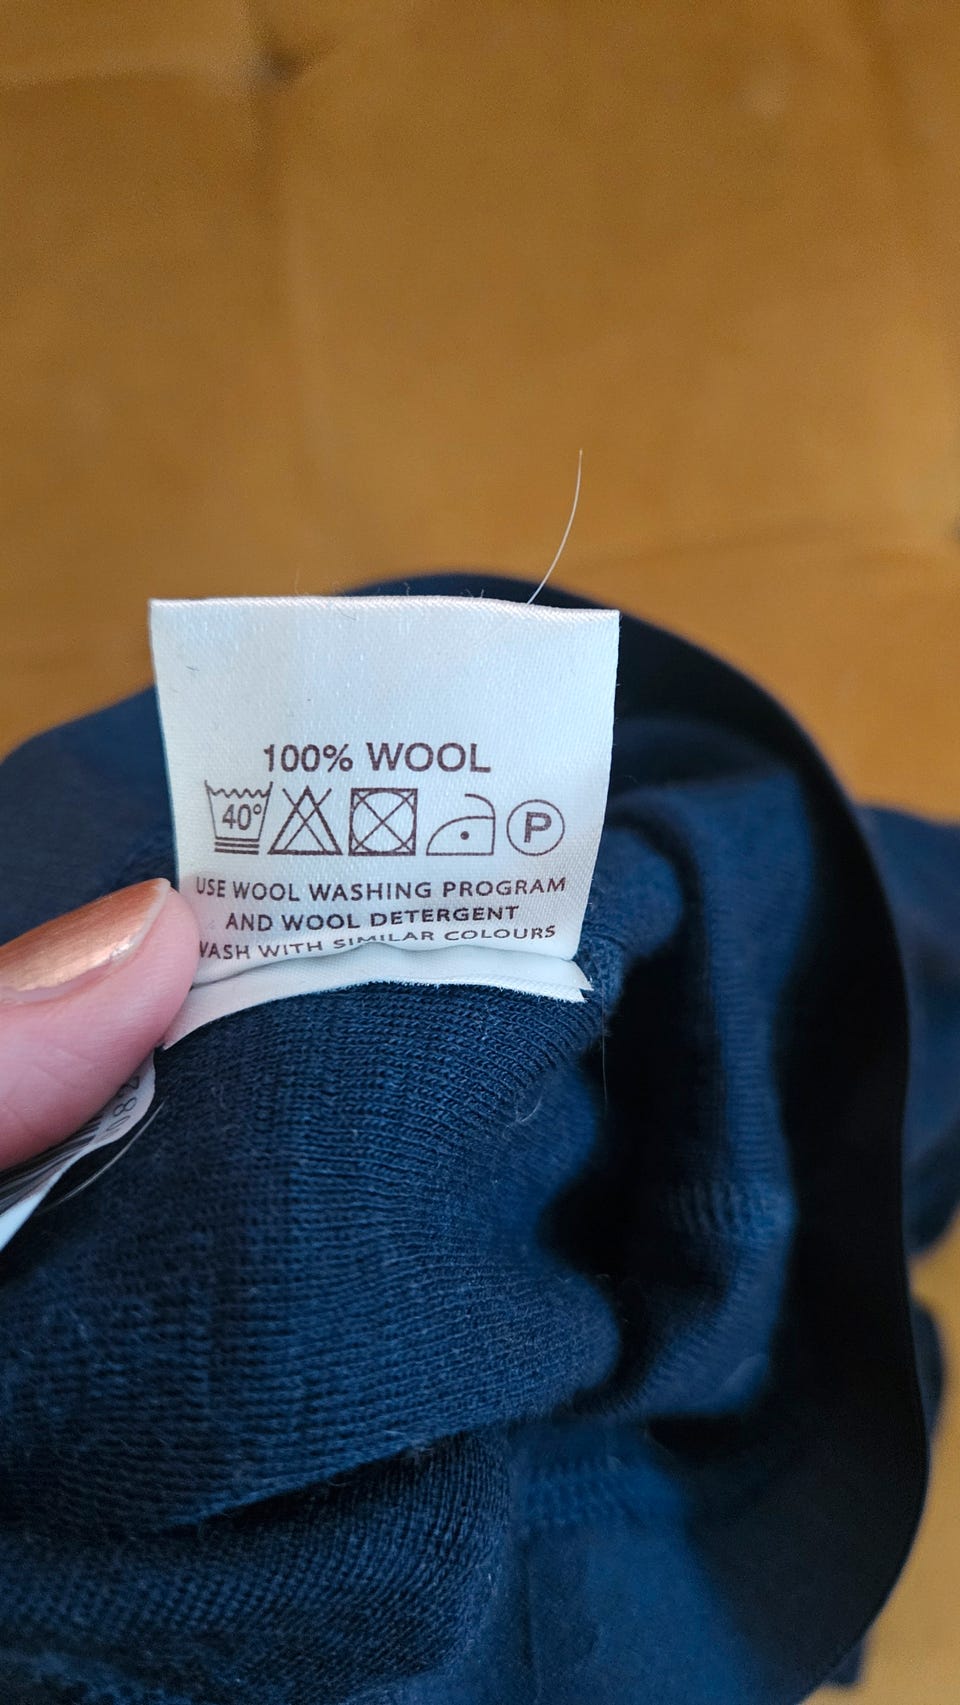 100% WOOL
40° P
USE WOOL WASHING PROGRAM
AND WOOL DETERGENT
WASH WITH SIMILAR COLOURS